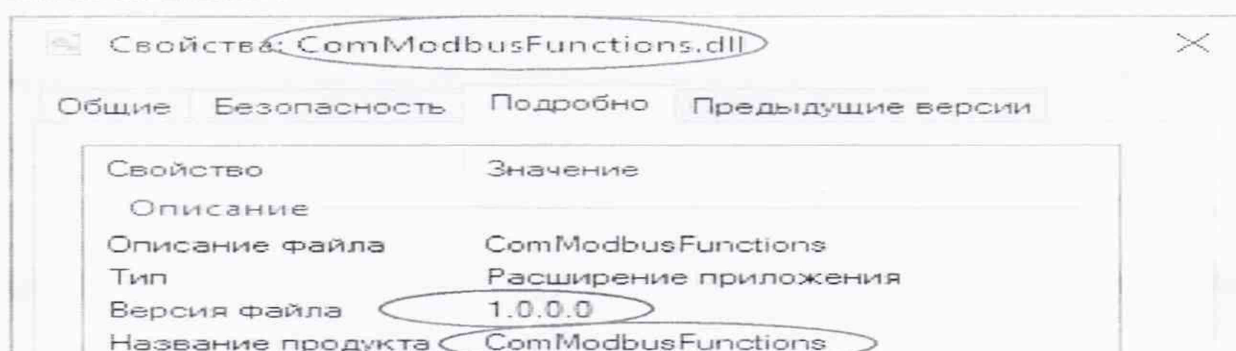 Свойства: ComModbusFunctions.dll
Общие Безопасность Подробно Предыдущие версии
Свойство Значение
Описание
Описание файла ComModbusFunctions
Тип Расширение приложения
Версия файла 1.0.0.0
Название продукта ComModbusFunctions